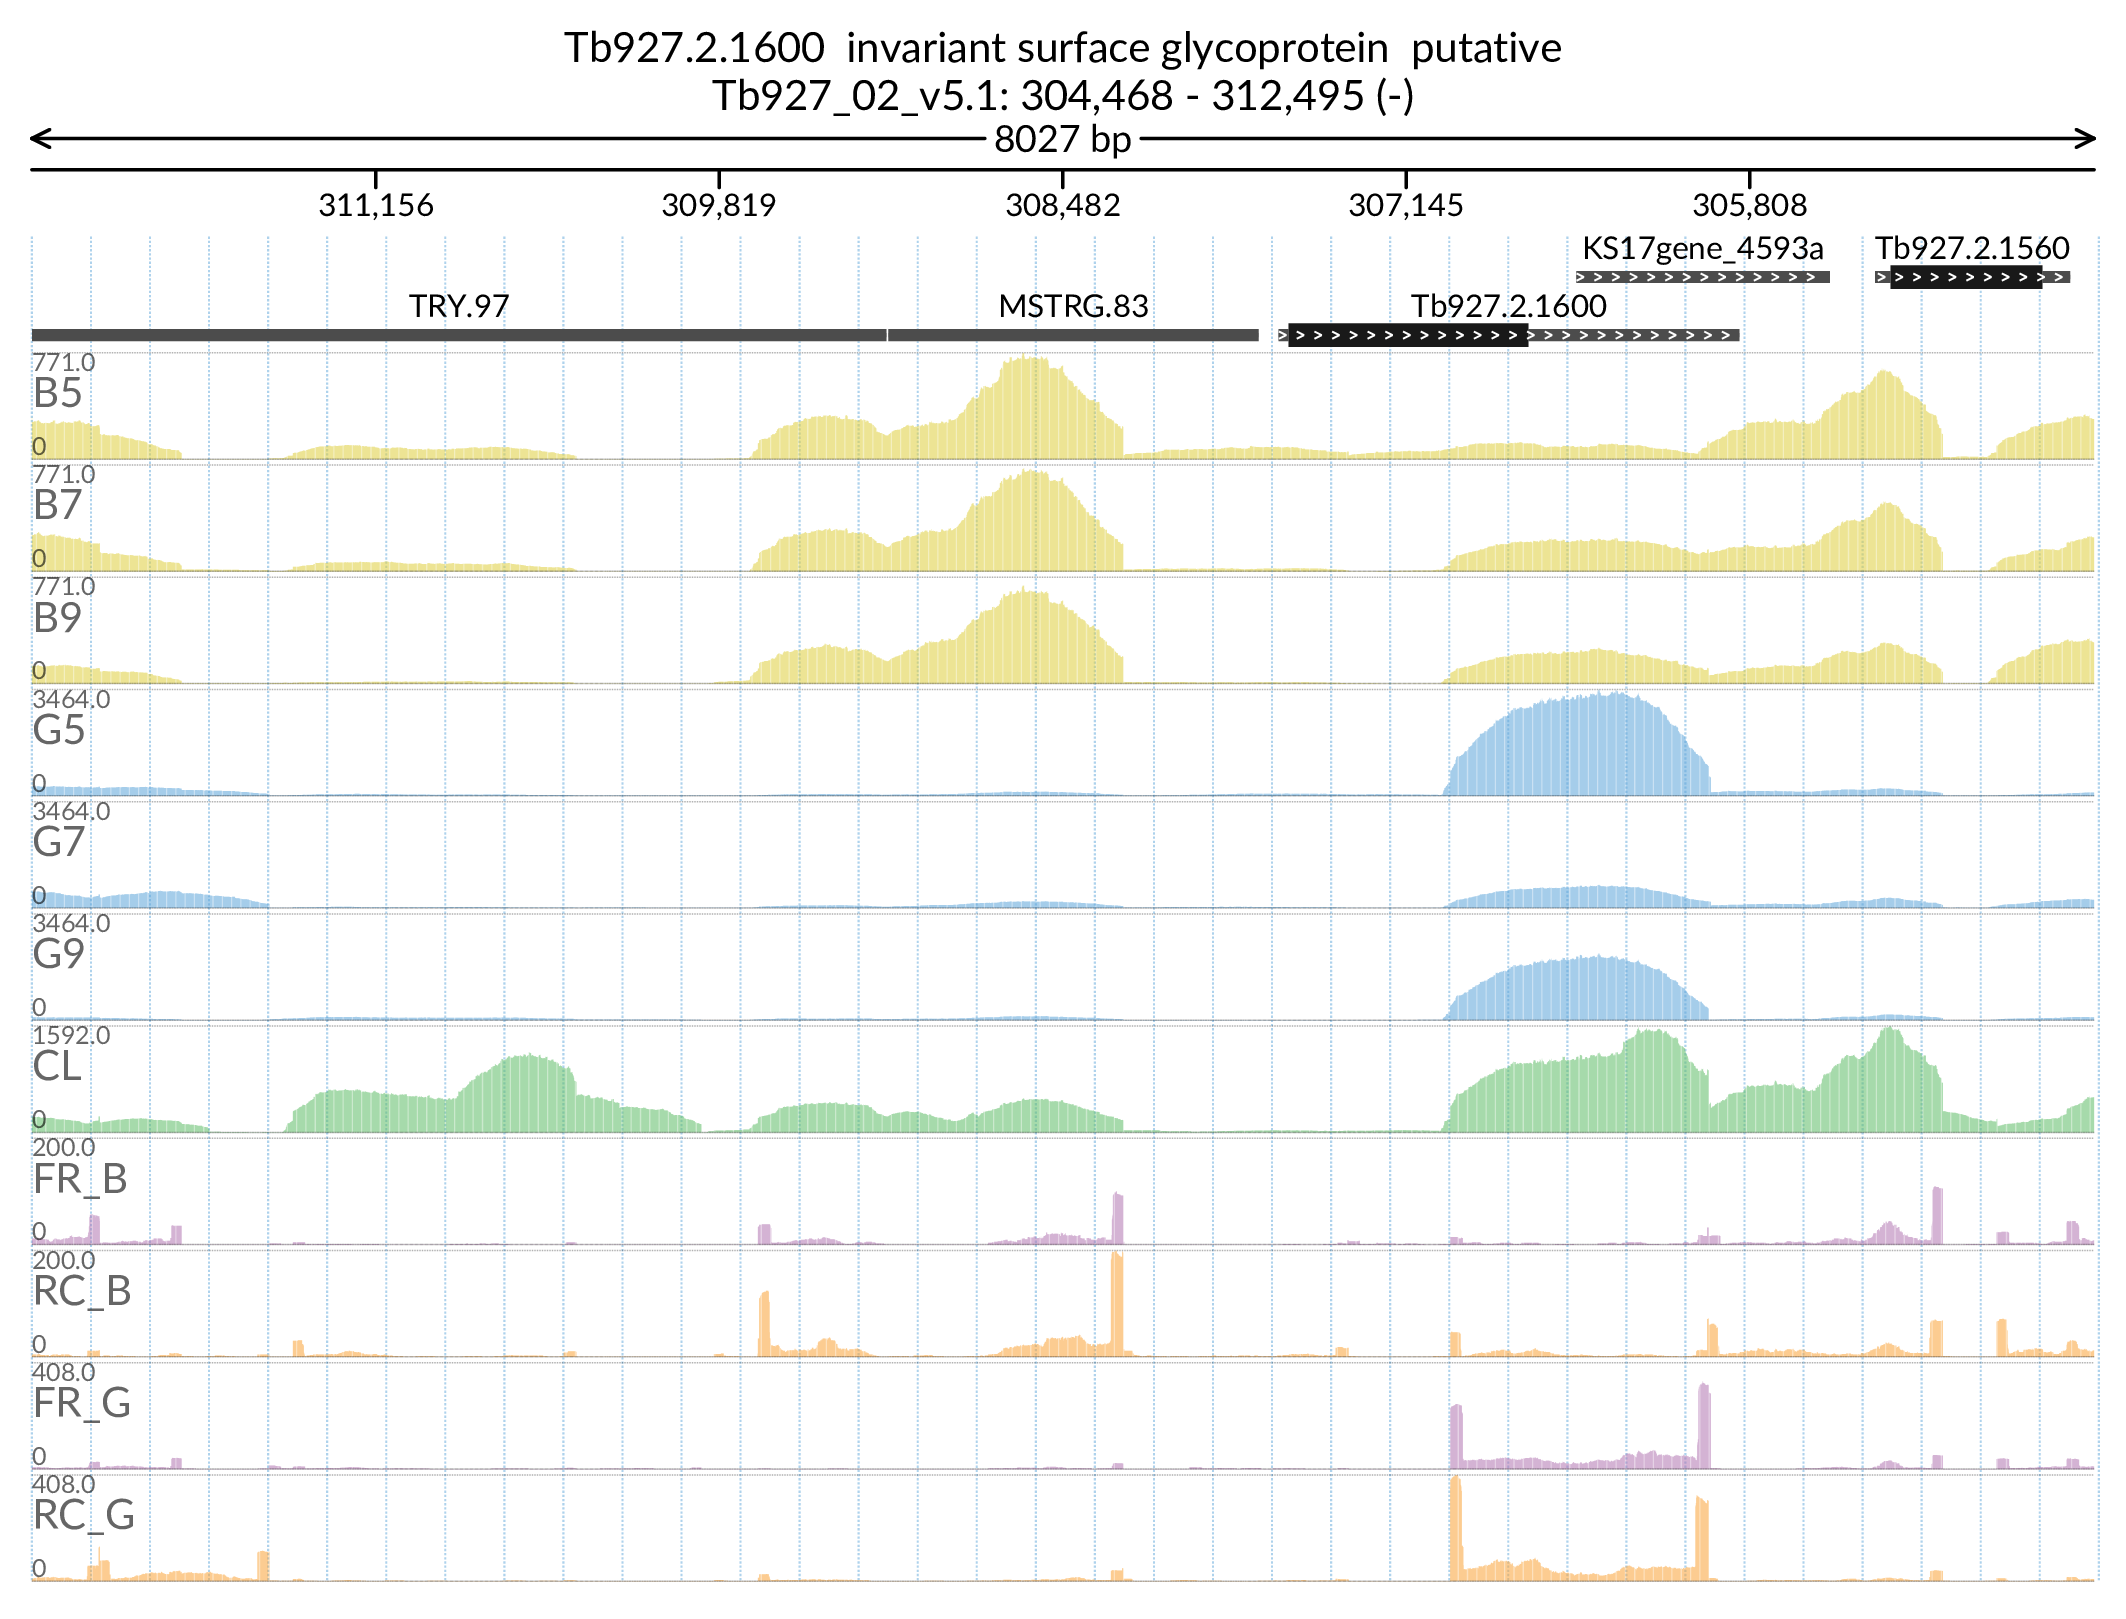 Tb927.2.1600  invariant surface glycoprotein  putative
Tb927_02_v5.1: 304,468 - 312,495 (-)
8027 bp
311,156 309,819 308,482 307,145 305,808
KS17gene_4593a Tb927.2.1560
TRY.97 MSTRG.83 Tb927.2.1600
771.0
B5
0
771.0
B7
0
771.0
B9
0
3464.0
G5
0
3464.0
G7
0
3464.0
G9
0
1592.0
CL
0
200.0
FR_B
0
200.0
RC_B
0
408.0
FR_G
0
408.0
RC_G
0